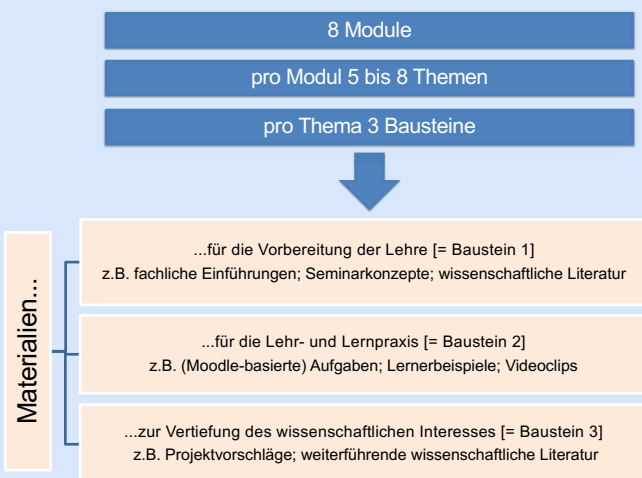 8 Module
pro Modul 5 bis 8 Themen
pro Thema 3 Bausteine
Materialien...
...für die Vorbereitung der Lehre [= Baustein 1]
z.B. fachliche Einführungen; Seminarkonzepte; wissenschaftliche Literatur
...für die Lehr- und Lernpraxis [= Baustein 2]
z.B. (Moodle-basierte) Aufgaben; Lernerbeispiele; Videoclips
...zur Vertiefung des wissenschaftlichen Interesses [= Baustein 3]
z.B. Projektvorschläge; weiterführende wissenschaftliche Literatur